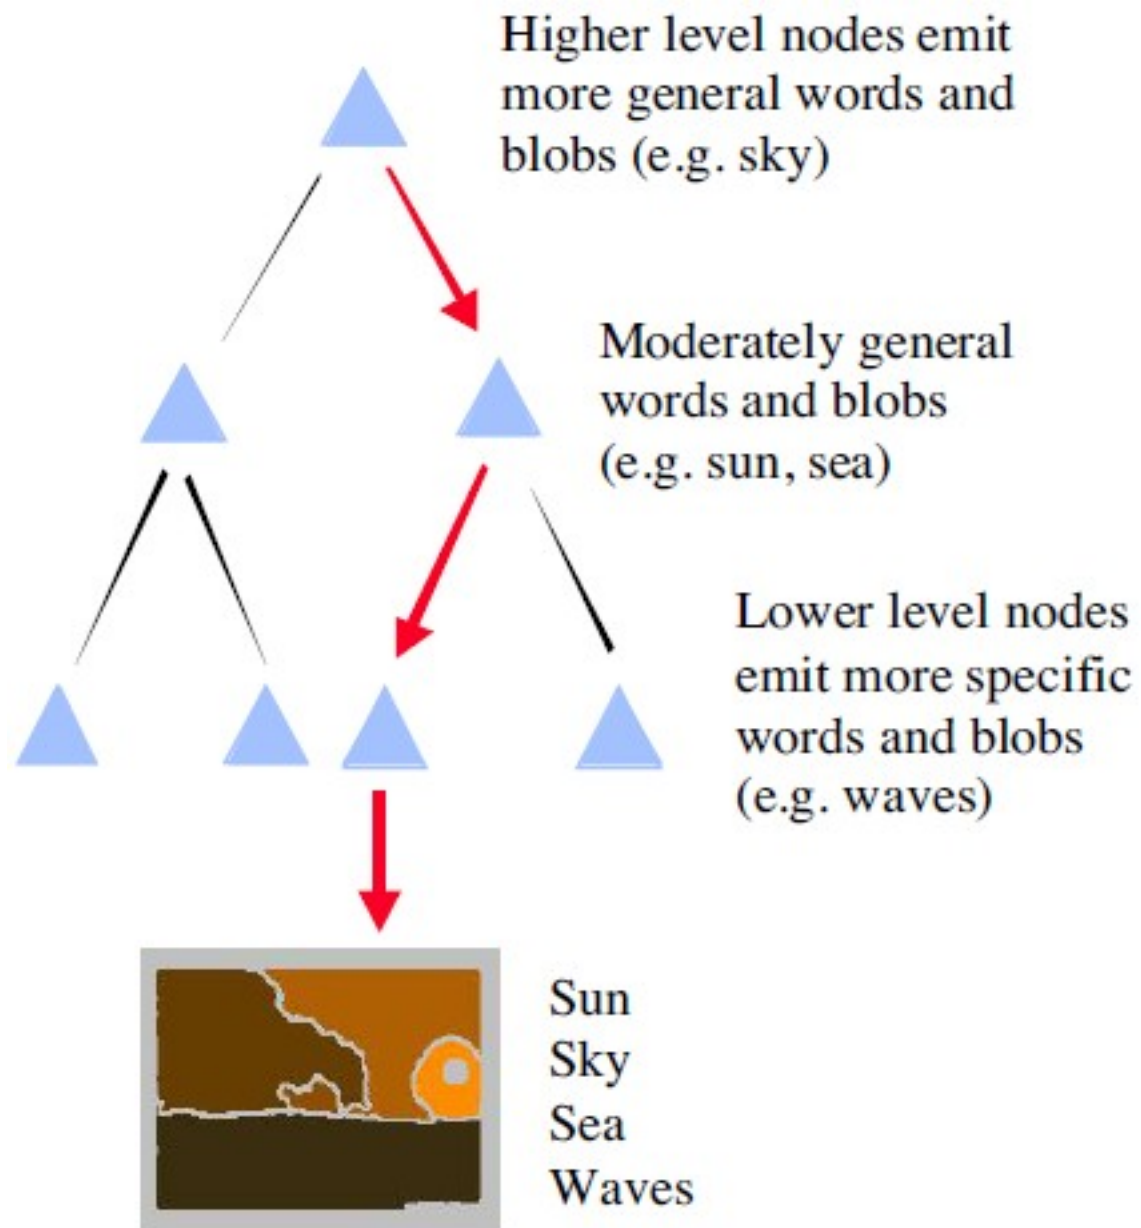 Higher level nodes emit
more general words and
blobs (e.g. sky)
Moderately general
words and blobs
(e.g. sun, sea)
Lower level nodes
emit more specific
words and blobs
(e.g. waves)
Sun
Sky
Sea
Waves